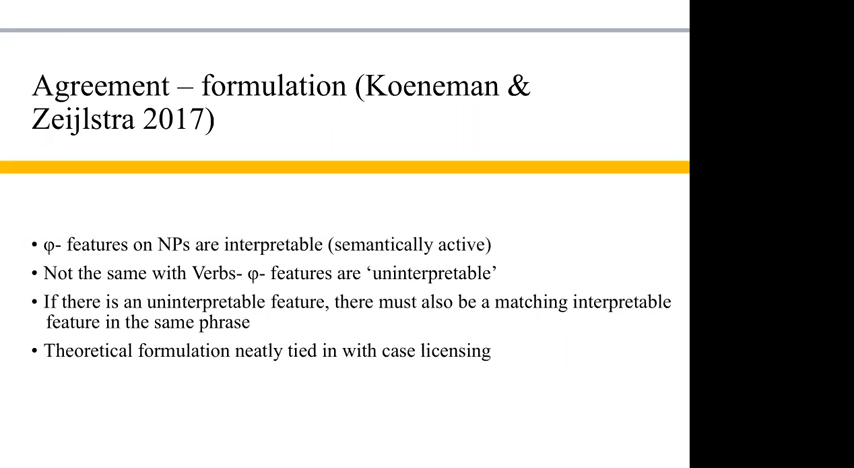 Agreement – formulation (Koeneman &
Zeijlstra 2017)
• φ- features on NPs are interpretable (semantically active)
• Not the same with Verbs- φ- features are ‘uninterpretable’
• If there is an uninterpretable feature, there must also be a matching interpretable
feature in the same phrase
• Theoretical formulation neatly tied in with case licensing